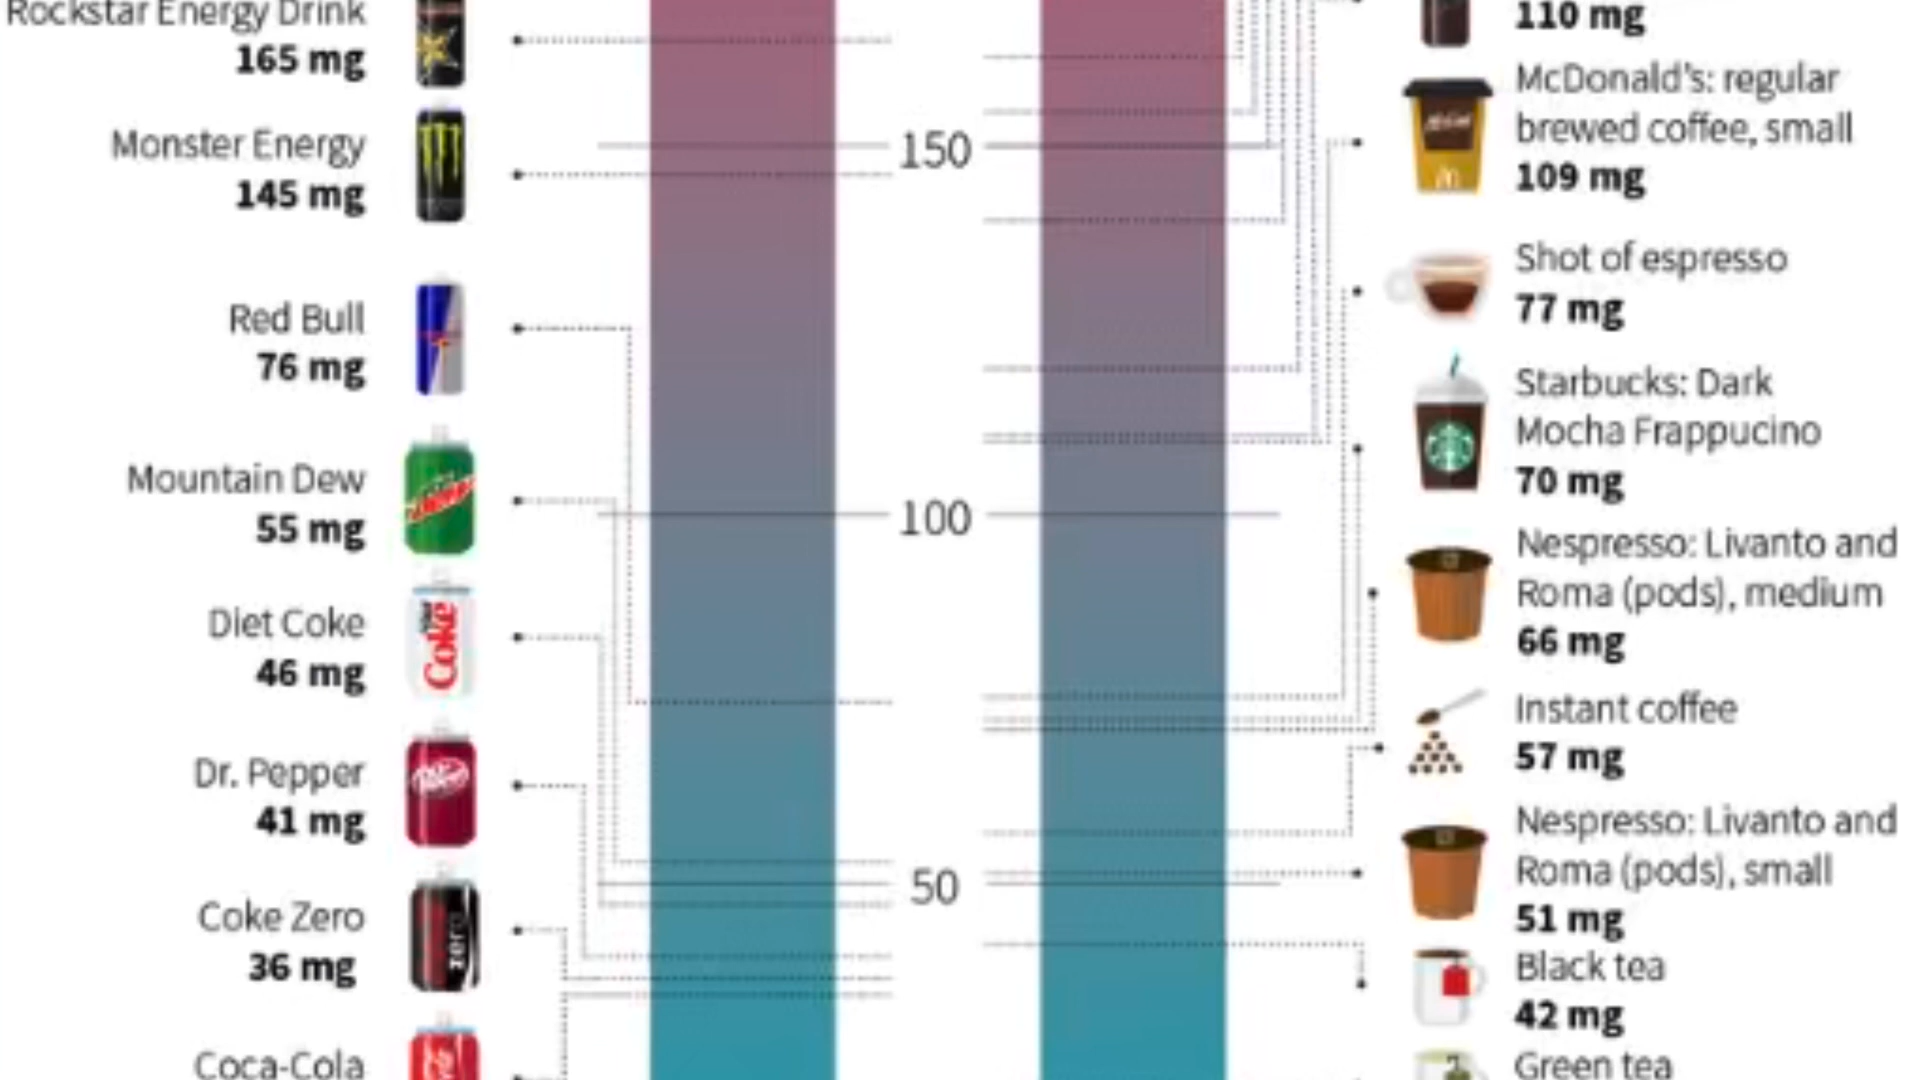 Rockstar Energy Drink
165 mg
Monster Energy
145 mg
Red Bull
76 mg
Mountain Dew
55 mg
Diet Coke
46 mg
Coke
Dr. Pepper
41 mg
Coke Zero
36 mg
zero
Coca-Cola
150
100
50
110 mg
McDonald's: regular
brewed coffee, small
109 mg
Shot of espresso
77 mg
Starbucks: Dark
Mocha Frappucino
70 mg
Nespresso: Livanto and
Roma (pods), medium
66 mg
Instant coffee
57 mg
Nespresso: Livanto and
Roma (pods), small
51 mg
Black tea
42 mg
Green tea